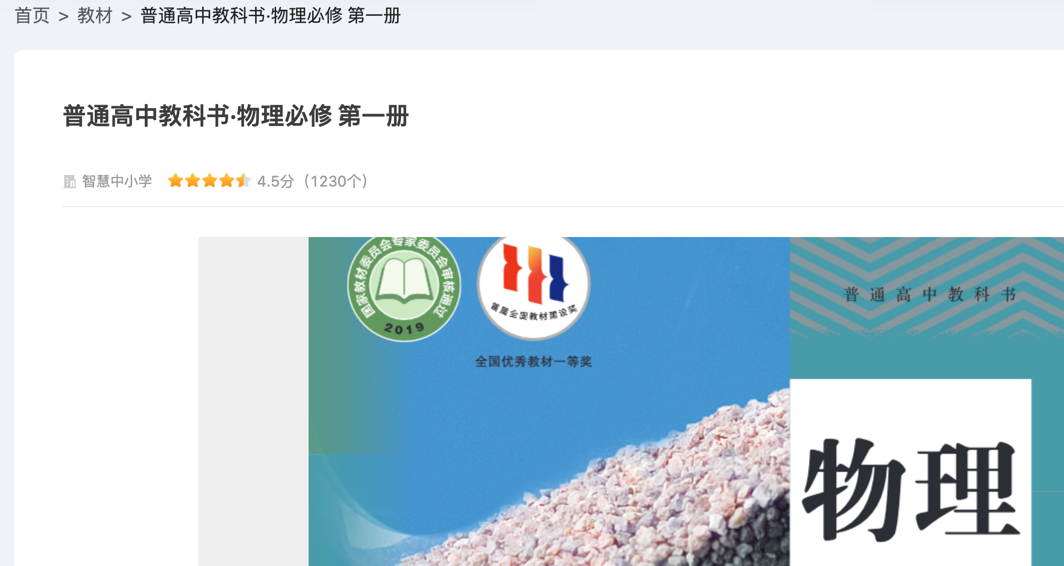 首页 > 教材 > 普通高中教科书·物理必修 第一册
普通高中教科书·物理必修 第一册
智慧中小学 4.5分（1230个）
国家教材委员会专家委员会审核通过
2019
首届全国教材建设奖
全国优秀教材一等奖
普通高中教科书
物理